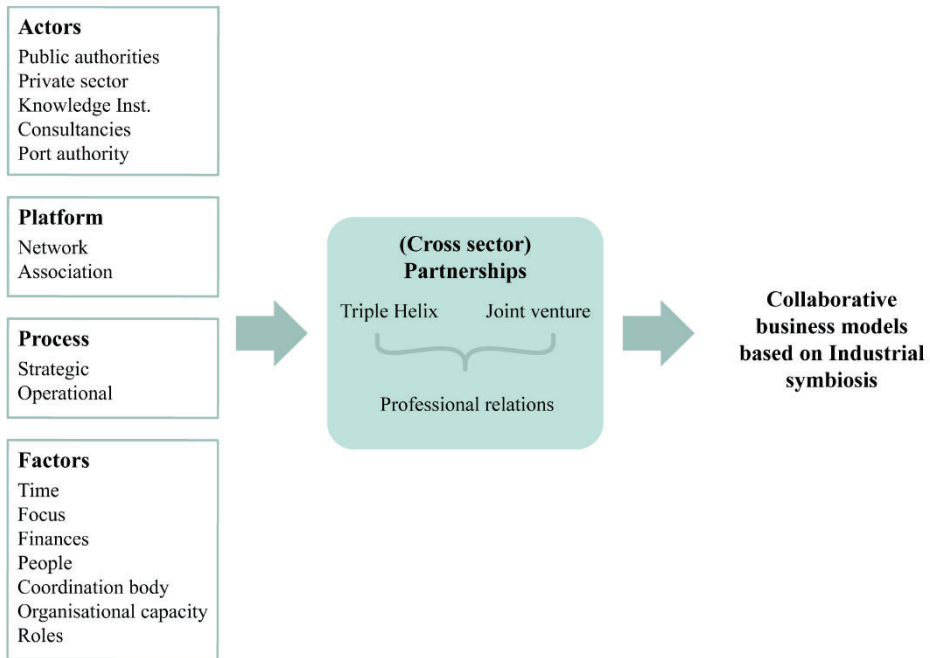 Actors
Public authorities
Private sector
Knowledge Inst.
Consultancies
Port authority
Platform
Network
Association
Process
Strategic
Operational
Factors
Time
Focus
Finances
People
Coordination body
Organisational capacity
Roles
(Cross sector)
Partnerships
Triple Helix
Joint venture
Professional relations
Collaborative
business models
based on Industrial
symbiosis